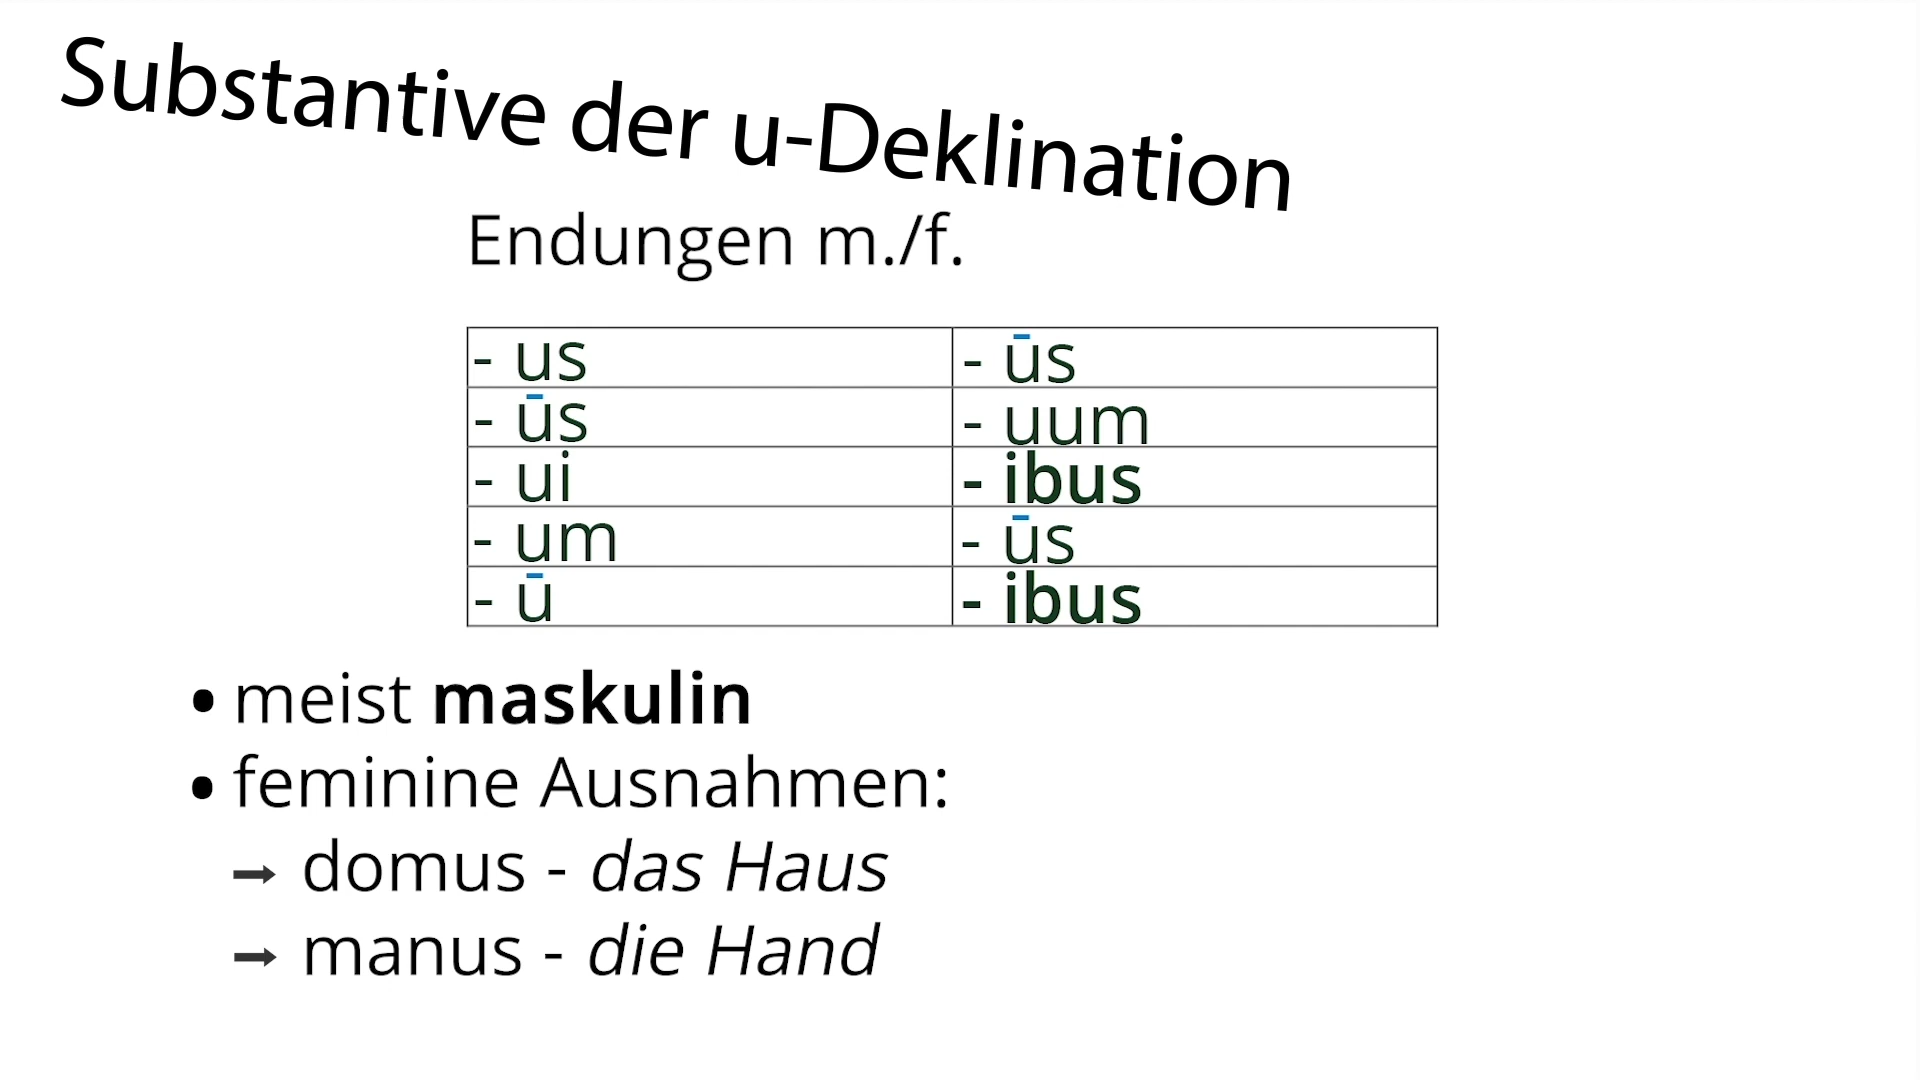 Substantive der u-Deklination
Endungen m./f.
- us - ūs
- ūs - uum
- ui - ibus
- um - ūs
- ū - ibus
• meist maskulin
• feminine Ausnahmen:
➞ domus - das Haus
➞ manus - die Hand